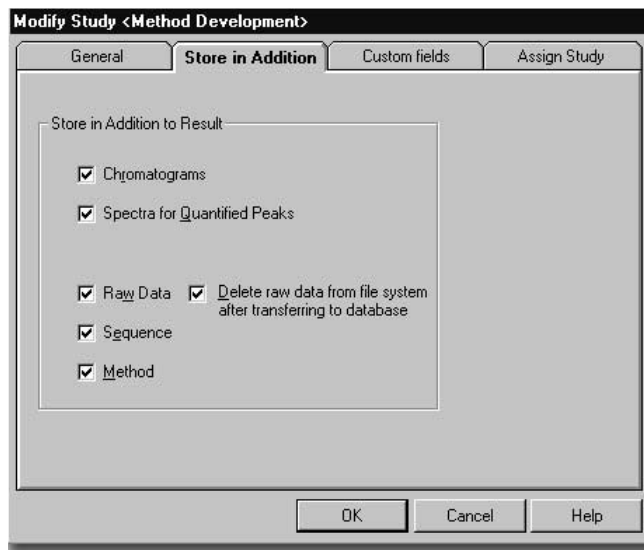 Modify Study <Method Development>
General
Store in Addition
Custom fields
Assign Study
Store in Addition to Result
Chromatograms
Spectra for Quantified Peaks
Raw Data
Delete raw data from file system
after transferring to database
Sequence
Method
OK
Cancel
Help